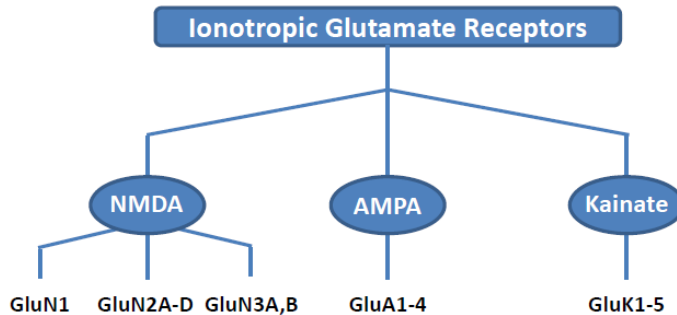 Ionotropic Glutamate Receptors
NMDA
AMPA
Kainate
GluN1
GluN2A-D
GluN3A,B
GluA1-4
GluK1-5